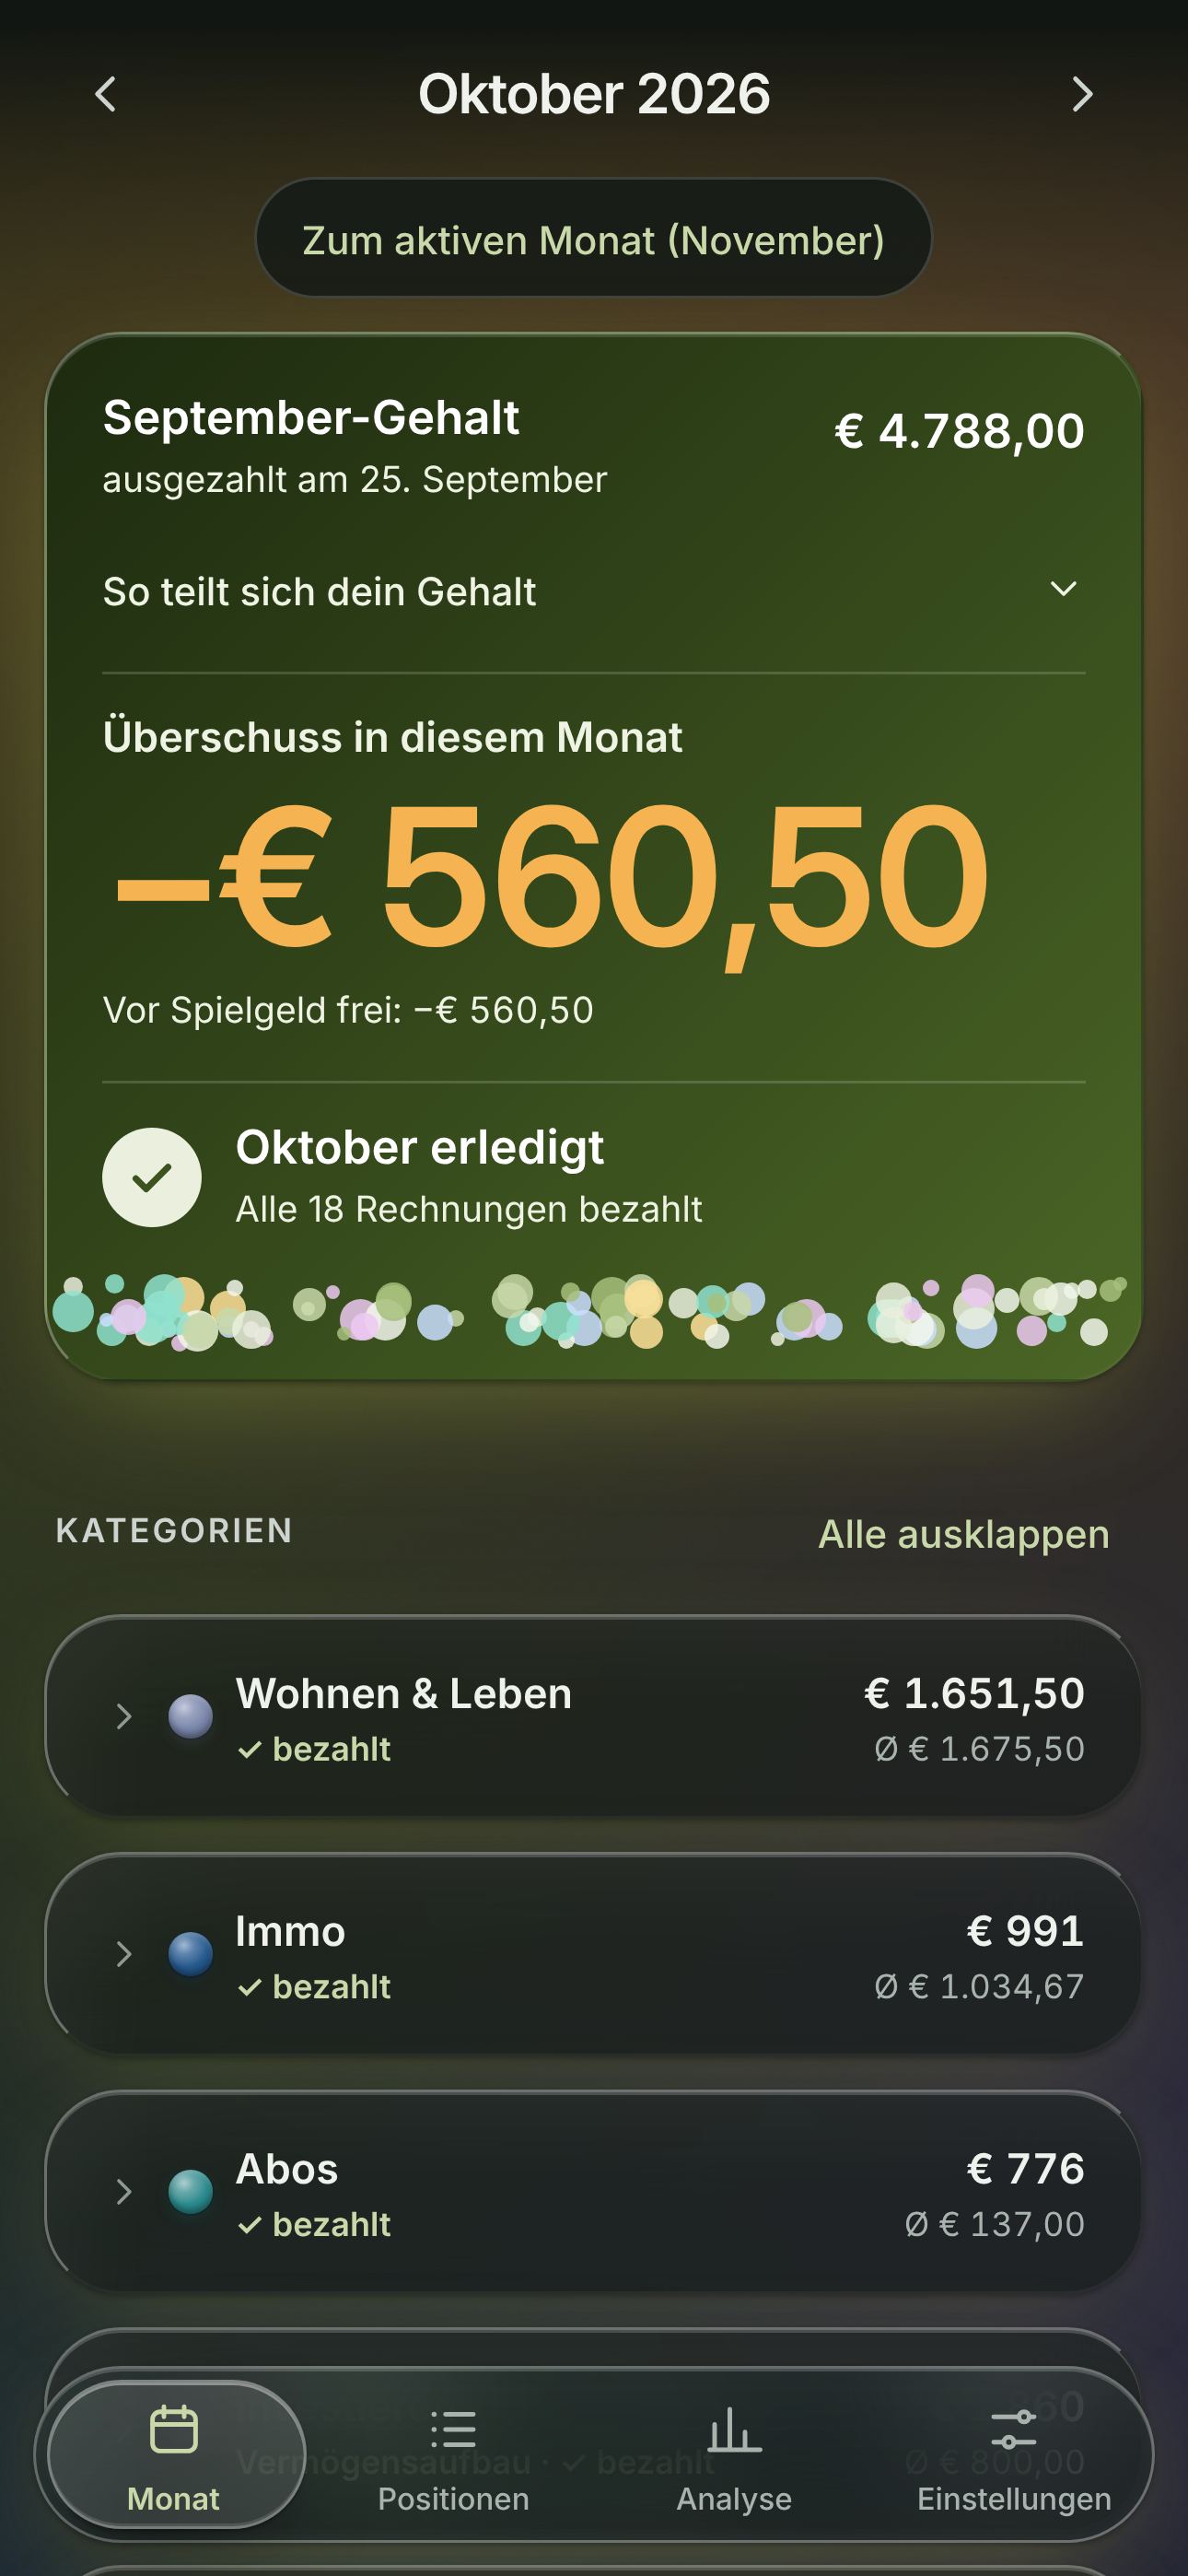 Oktober 2026
Zum aktiven Monat (November)
September-Gehalt
€ 4.788,00
ausgezahlt am 25. September
So teilt sich dein Gehalt
Überschuss in diesem Monat
−€ 560,50
Vor Spielgeld frei: −€ 560,50
Oktober erledigt
Alle 18 Rechnungen bezahlt
KATEGORIEN
Alle ausklappen
Wohnen & Leben
€ 1.651,50
✓ bezahlt
Ø € 1.675,50
Immo
€ 991
✓ bezahlt
Ø € 1.034,67
Abos
€ 776
✓ bezahlt
Ø € 137,00
Vermögensaufbau · ✓ bezahlt
Ø € 800,00
Monat
Positionen
Analyse
Einstellungen